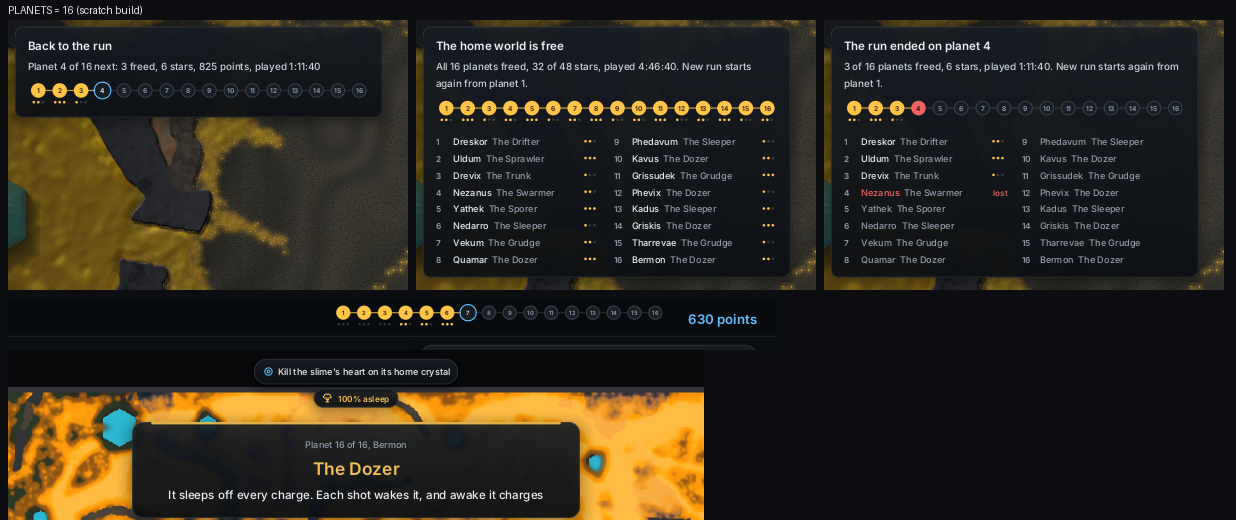 PLANETS = 16 (scratch build)
Back to the run
Planet 4 of 16 next: 3 freed, 6 stars, 825 points, played 1:11:40
1 2 3 4 5 6 7 8 9 10 11 12 13 14 15 16
The home world is free
All 16 planets freed, 32 of 48 stars, played 4:46:40. New run starts
again from planet 1.
1 2 3 4 5 6 7 8 9 10 11 12 13 14 15 16
1 Dreskor The Drifter
2 Uldum The Sprawler
3 Drevix The Trunk
4 Nezanus The Swarmer
5 Yathek The Sporer
6 Nedarro The Sleeper
7 Vekum The Grudge
8 Quamar The Dozer
9 Phedavum The Sleeper
10 Kavus The Dozer
11 Grissudek The Grudge
12 Phevix The Dozer
13 Kadus The Sleeper
14 Griskis The Dozer
15 Tharrevae The Grudge
16 Bermon The Dozer
The run ended on planet 4
3 of 16 planets freed, 6 stars, played 1:11:40. New run starts again from
planet 1.
1 2 3 4 5 6 7 8 9 10 11 12 13 14 15 16
1 Dreskor The Drifter
2 Uldum The Sprawler
3 Drevix The Trunk
4 Nezanus The Swarmer lost
5 Yathek The Sporer
6 Nedarro The Sleeper
7 Vekum The Grudge
8 Quamar The Dozer
9 Phedavum The Sleeper
10 Kavus The Dozer
11 Grissudek The Grudge
12 Phevix The Dozer
13 Kadus The Sleeper
14 Griskis The Dozer
15 Tharrevae The Grudge
16 Bermon The Dozer
1 2 3 4 5 6 7 8 9 10 11 12 13 14 15 16
630 points
Kill the slime's heart on its home crystal
100% asleep
Planet 16 of 16, Bermon
The Dozer
It sleeps off every charge. Each shot wakes it, and awake it charges